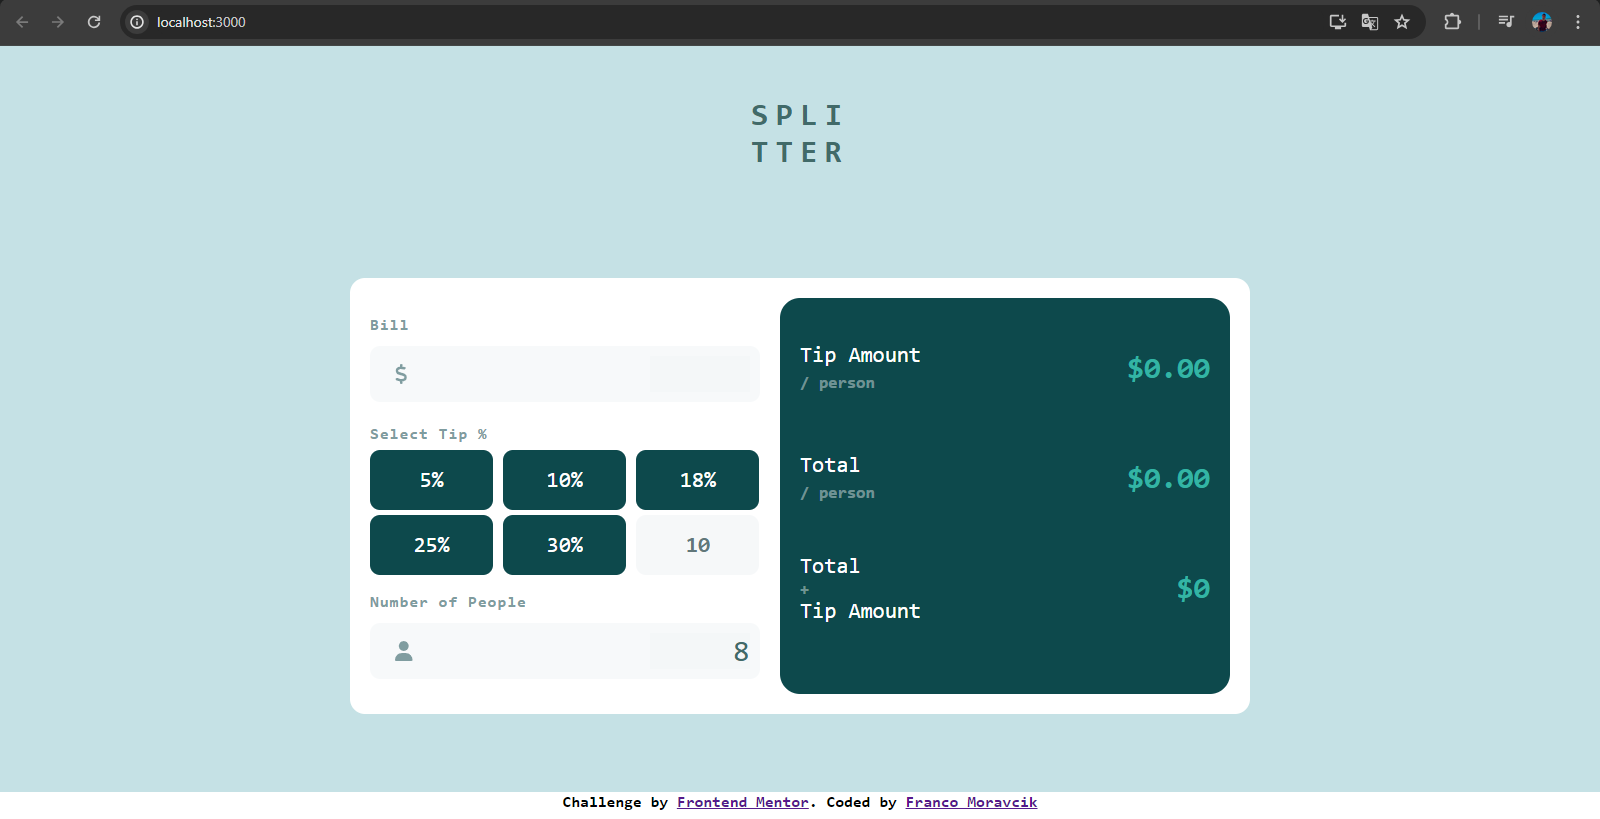 localhost:3000
SPLI
TTER
Bill
$
Select Tip %
5% 10% 18%
25% 30% 10
Number of People
8
Tip Amount
/ person
$0.00
Total
/ person
$0.00
Total
+
Tip Amount
$0
Challenge by Frontend Mentor. Coded by Franco Moravcik